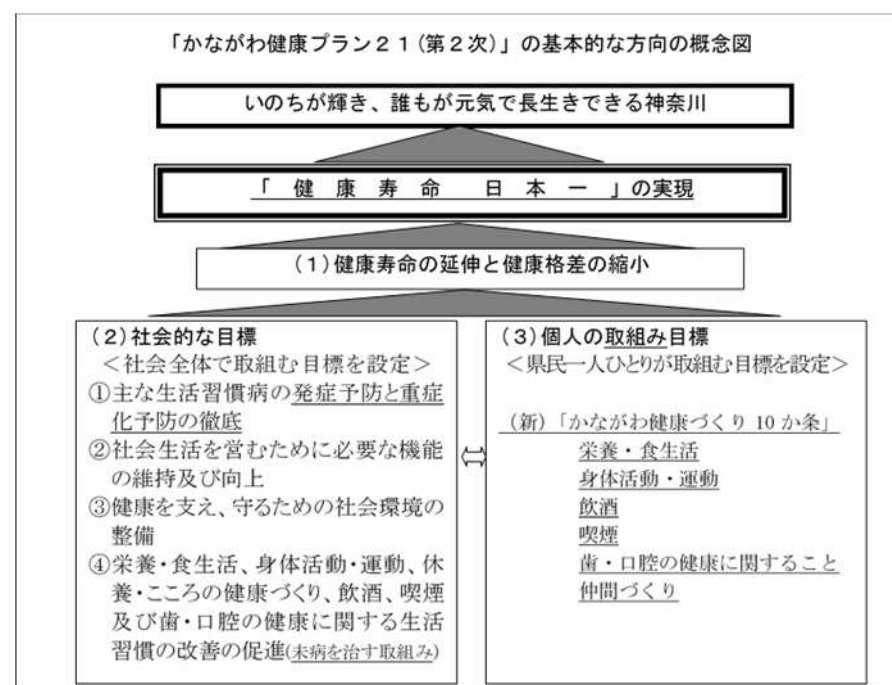 「かながわ健康プラン２１(第２次)」の基本的な方向の概念図
いのちが輝き、誰もが元気で長生きできる神奈川
「健康寿命 日本一」の実現
(１)健康寿命の延伸と健康格差の縮小
(２)社会的な目標
＜社会全体で取組む目標を設定＞
①主な生活習慣病の発症予防と重症
化予防の徹底
②社会生活を営むために必要な機能
の維持及び向上
③健康を支え、守るための社会環境の
整備
④栄養・食生活、身体活動・運動、休
養・こころの健康づくり、飲酒、喫煙
及び歯・口腔の健康に関する生活
習慣の改善の促進(未病を治す取組み)
(３)個人の取組み目標
＜県民一人ひとりが取組む目標を設定＞
(新)「かながわ健康づくり 10 か条」
栄養・食生活
身体活動・運動
飲酒
喫煙
歯・口腔の健康に関すること
仲間づくり